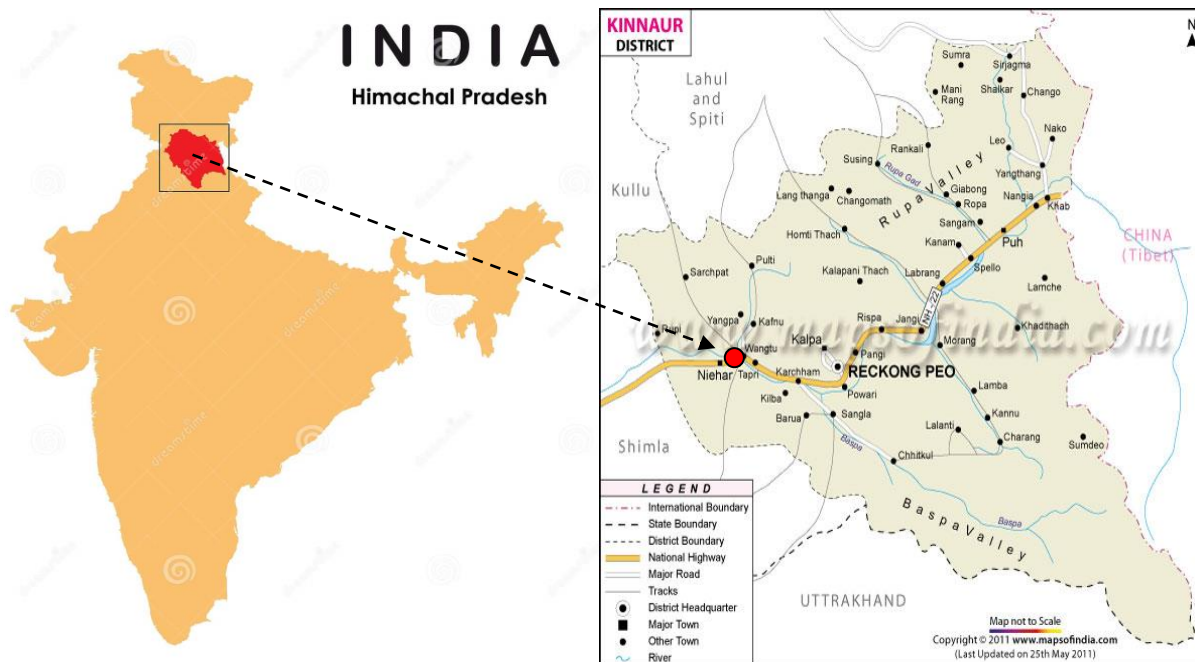 INDIA
Himachal Pradesh
KINNAUR
DISTRICT
N
Lahul
and
Spiti
Kullu
Shimla
UTTRAKHAND
CHINA
(Tibet)
Sumra
Sirjagma
Shalkar
Chango
Mani
Rang
Nako
Leo
Yangthang
Rankali
Susing
Rupa Gad
Rupa Valley
Giabong
Ropa
Nangia
Khab
Lang thanga
Changomath
Sangam
Puh
Homti Thach
Kanam
Spello
Pulti
Sarchpat
Kalapani Thach
Labrang
Lamche
NH - 22
Yangpa
Kafnu
Rispa
Jangi
Khadithach
www.mapsofindia.com
Rupi
Wangtu
Kalpa
Pangi
Morang
Niehar
Tapri
Karchham
RECKONG PEO
Kilba
Powari
Lamba
Barua
Sangla
Kannu
Lalanti
Charang
Sumdeo
Baspa
Chhitkul
Baspa
Baspa Valley
LEGEND
International Boundary
State Boundary
District Boundary
National Highway
Major Road
Tracks
District Headquarter
Major Town
Other Town
River
Map not to Scale
Copyright © 2011 www.mapsofindia.com
(Last Updated on 25th May 2011)